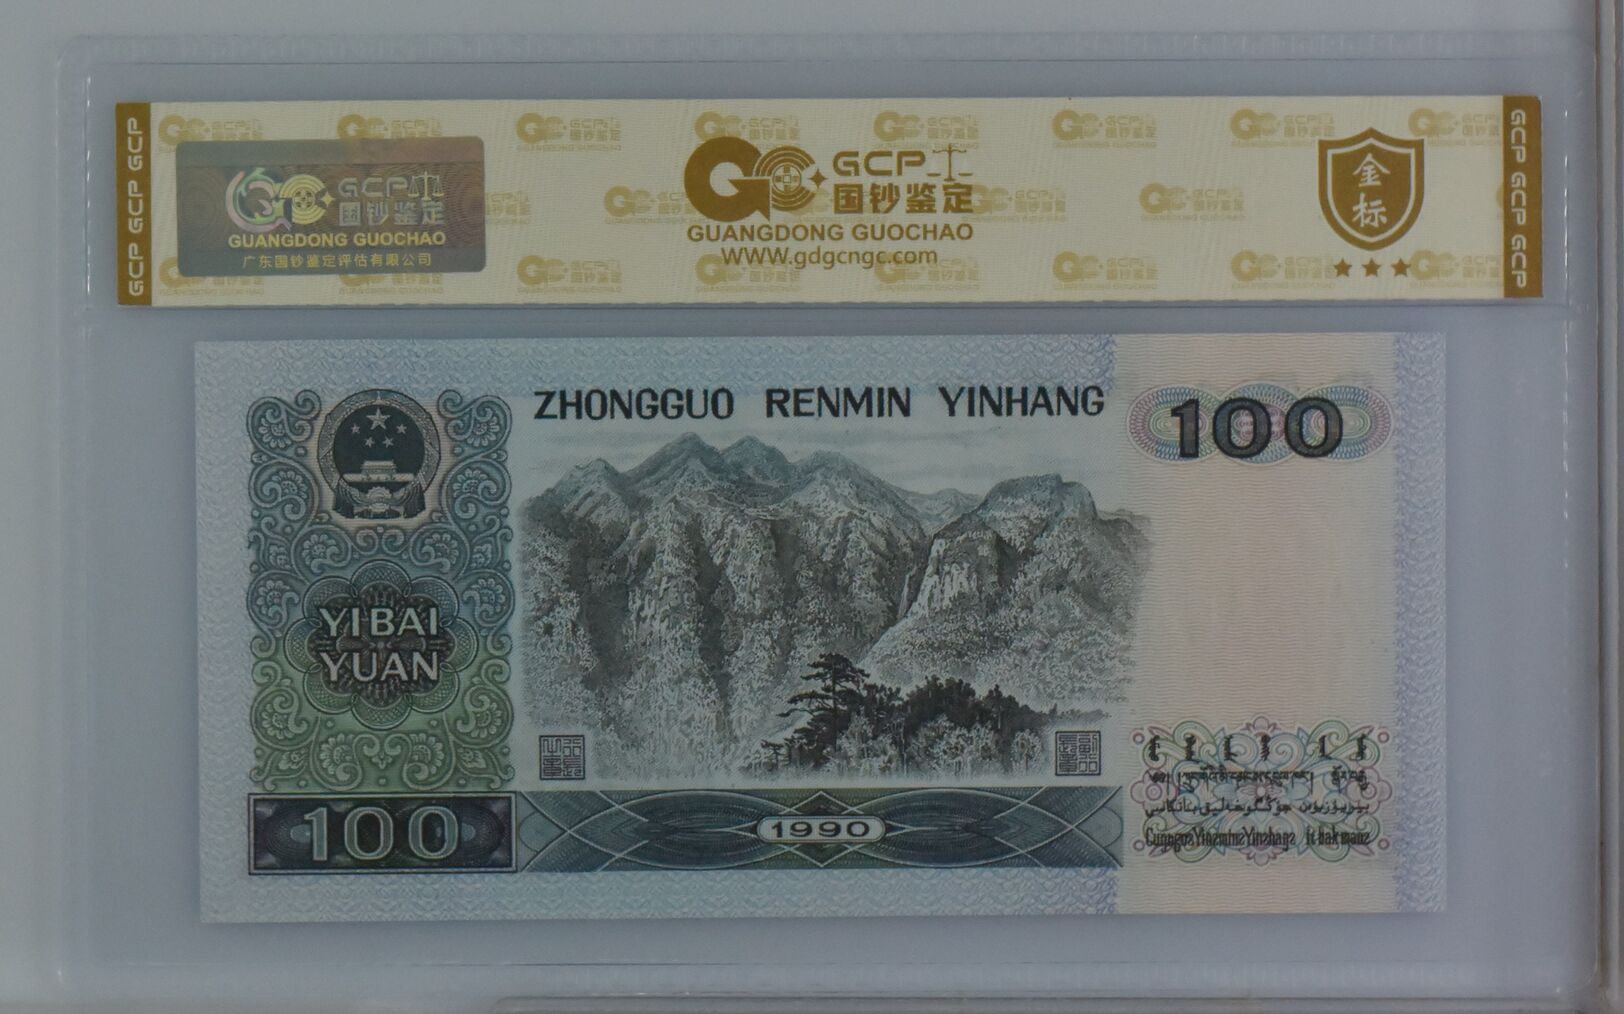 GCP GCP GCP
GCP
国钞鉴定
GUANGDONG GUOCHAO
广东国钞鉴定评估有限公司
GCP
国钞鉴定
GUANGDONG GUOCHAO
WWW.gdgcngc.com
金标
GCP GCP GCP
ZHONGGUO RENMIN YINHANG
100
YI BAI
YUAN
100
1990